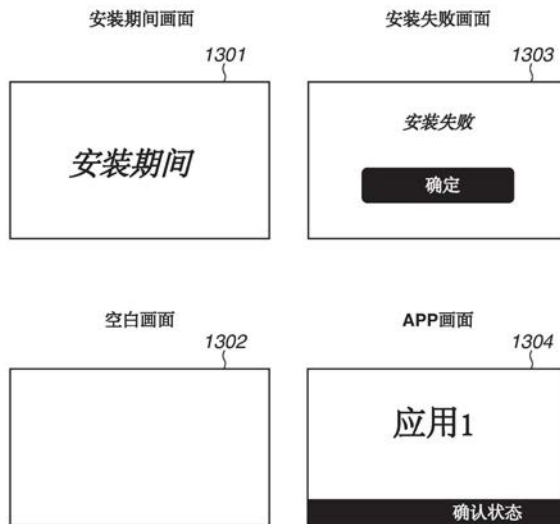 安装期间画面
1301
安装期间
安装失败画面
1303
安装失败
确定
空白画面
1302
APP画面
1304
应用1
确认状态